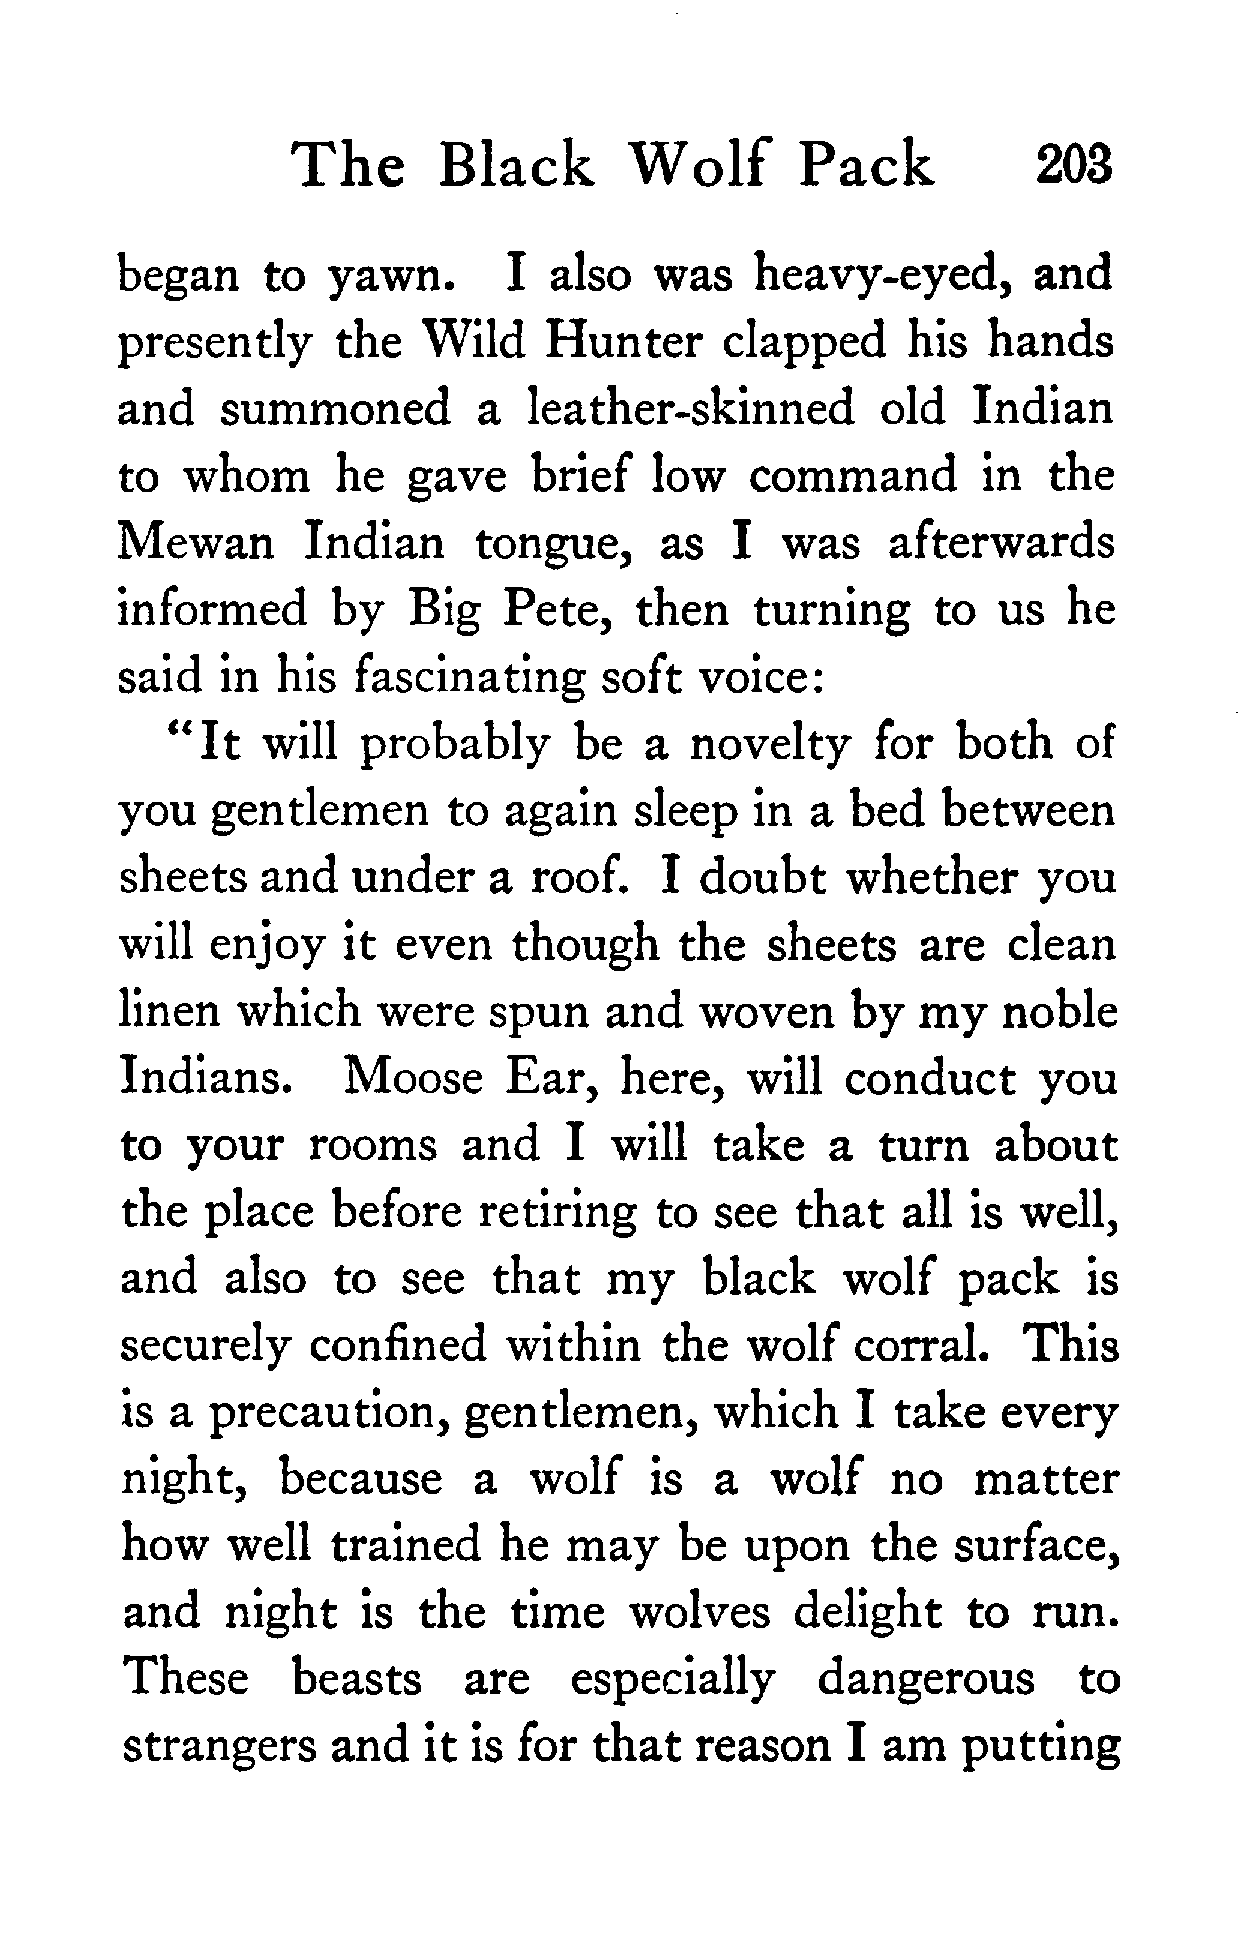 The Black Wolf Pack 203
began to yawn. I also was heavy-eyed, and
presently the Wild Hunter clapped his hands
and summoned a leather-skinned old Indian
to whom he gave brief low command in the
Mewan Indian tongue, as I was afterwards
informed by Big Pete, then turning to us he
said in his fascinating soft voice:
“It will probably be a novelty for both of
you gentlemen to again sleep in a bed between
sheets and under a roof. I doubt whether you
will enjoy it even though the sheets are clean
linen which were spun and woven by my noble
Indians. Moose Ear, here, will conduct you
to your rooms and I will take a turn about
the place before retiring to see that all is well,
and also to see that my black wolf pack is
securely confined within the wolf corral. This
is a precaution, gentlemen, which I take every
night, because a wolf is a wolf no matter
how well trained he may be upon the surface,
and night is the time wolves delight to run.
These beasts are especially dangerous to
strangers and it is for that reason I am putting